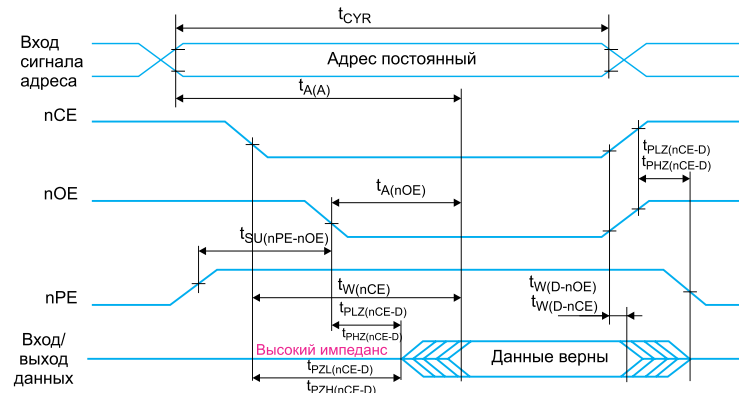 tCYR
Вход
сигнала
адреса
Адрес постоянный
tA(A)
nCE
tPLZ(nCE-D)
tPHZ(nCE-D)
tA(nOE)
nOE
tSU(nPE-nOE)
tW(nCE)
tW(D-nOE)
tW(D-nCE)
nPE
tPLZ(nCE-D)
tPHZ(nCE-D)
Вход/
выход
данных
Высокий импеданс
Данные верны
tPZL(nCE-D)
tPZH(nCE-D)